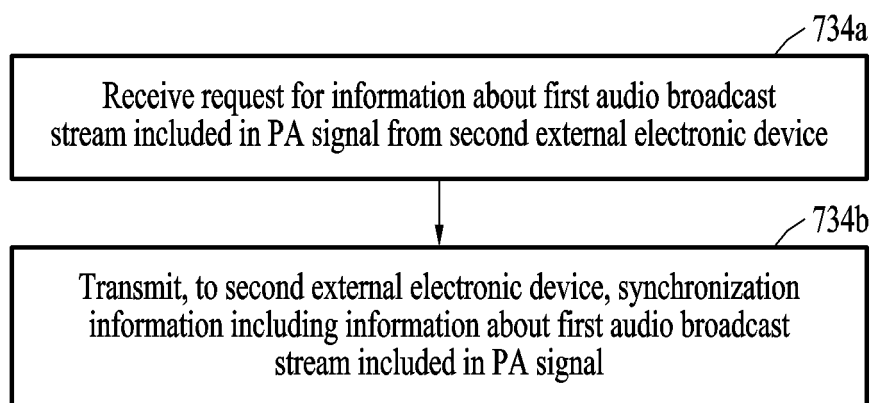 734a
Receive request for information about first audio broadcast
stream included in PA signal from second external electronic device
734b
Transmit, to second external electronic device, synchronization
information including information about first audio broadcast
stream included in PA signal